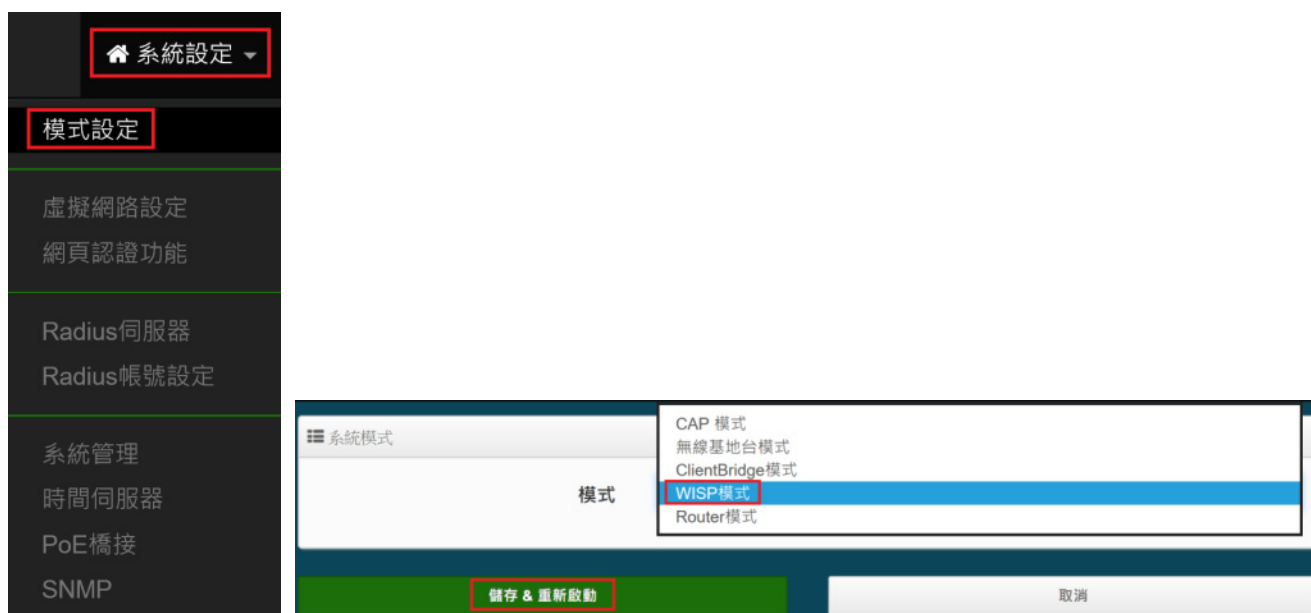 系統設定
模式設定
虛擬網路設定
網頁認證功能
Radius伺服器
Radius帳號設定
系統管理
時間伺服器
PoE橋接
SNMP
系統模式
模式
CAP 模式
無線基地台模式
ClientBridge模式
WISP模式
Router模式
儲存 & 重新啟動
取消